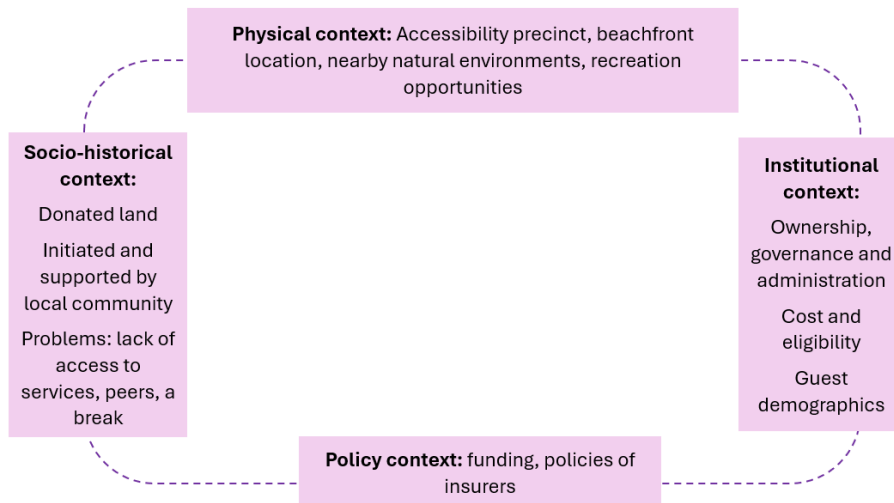 Physical context: Accessibility precinct, beachfront
location, nearby natural environments, recreation
opportunities
Socio-historical
context:
Donated land
Initiated and
supported by
local community
Problems: lack of
access to
services, peers, a
break
Institutional
context:
Ownership,
governance and
administration
Cost and
eligibility
Guest
demographics
Policy context: funding, policies of
insurers